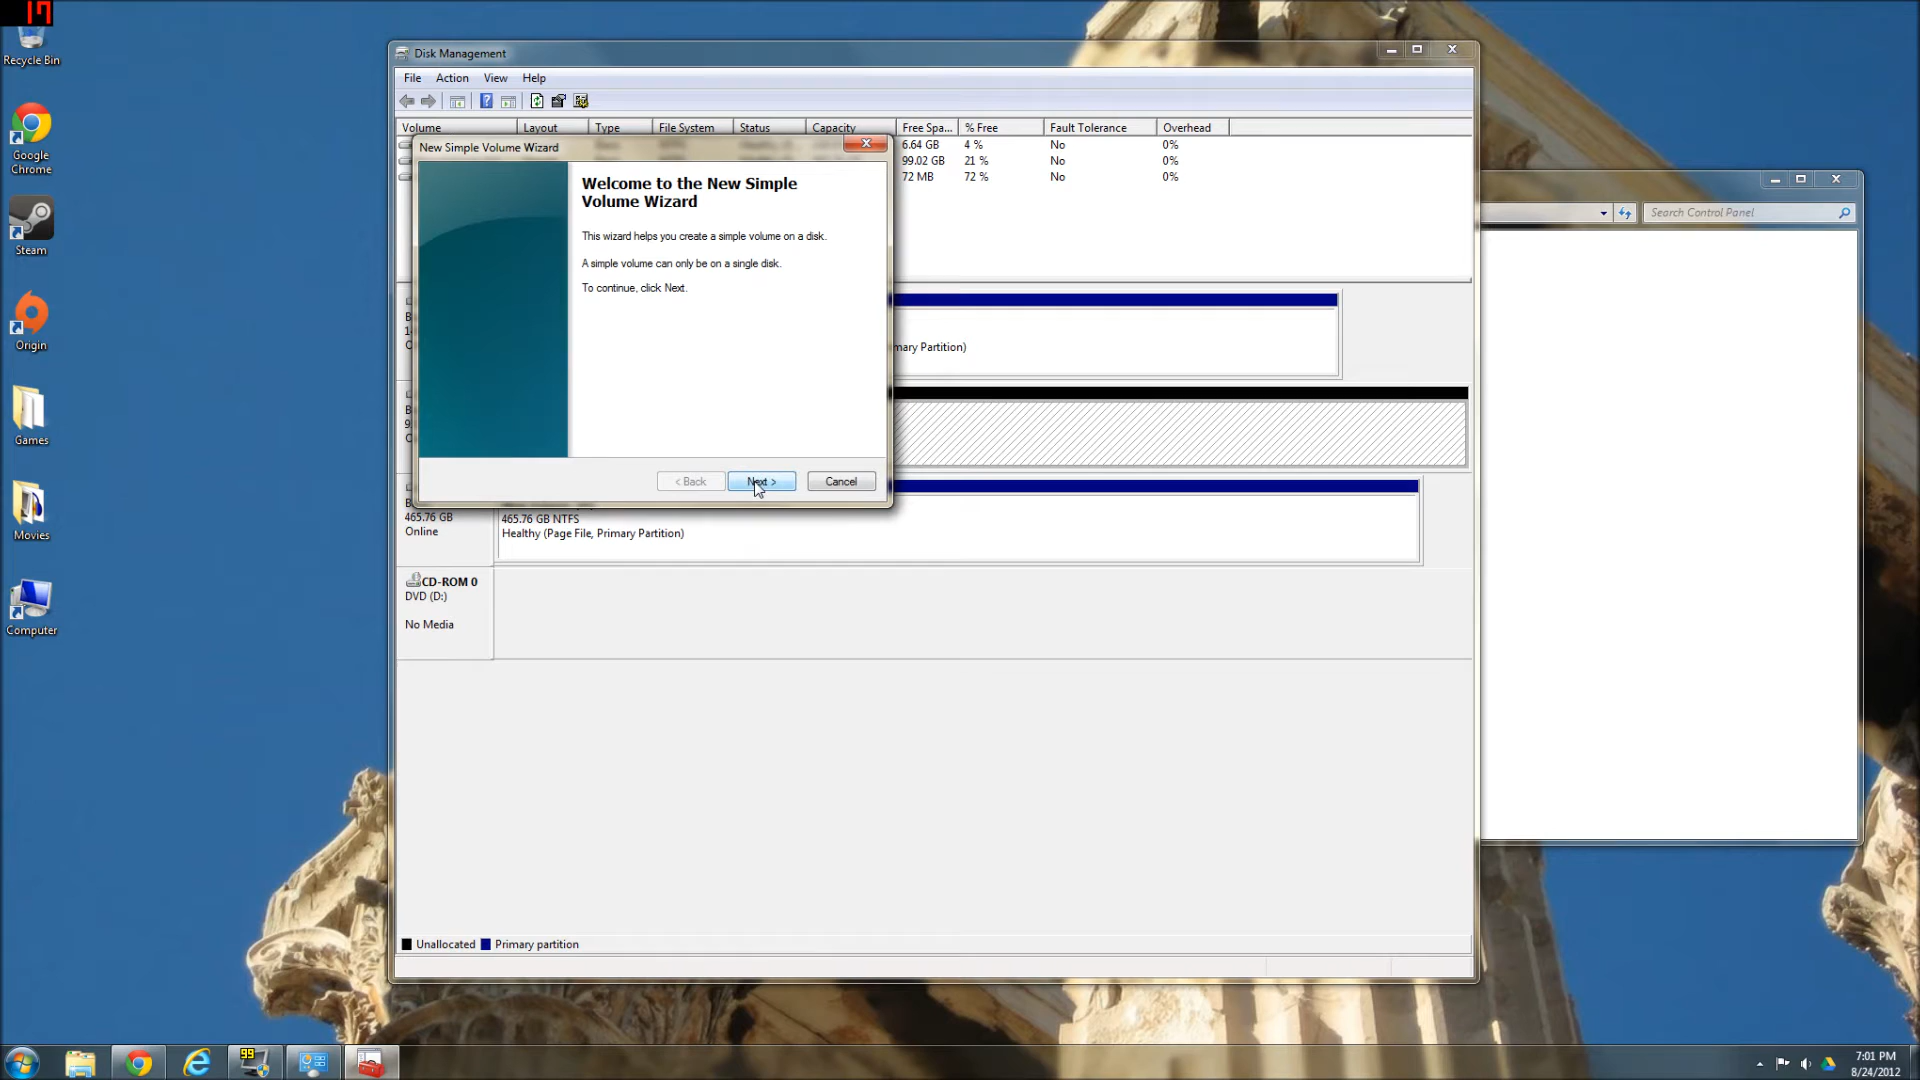 17
Recycle Bin
Google
Chrome
Steam
Origin
Games
Movies
Computer
Disk Management
File Action View Help
Volume Layout Type File System Status Capacity Free Spa... % Free Fault Tolerance Overhead
6.64 GB 4 % No 0%
99.02 GB 21 % No 0%
72 MB 72 % No 0%
New Simple Volume Wizard
Welcome to the New Simple
Volume Wizard
This wizard helps you create a simple volume on a disk.
A simple volume can only be on a single disk.
To continue, click Next.
< Back Next > Cancel
mary Partition)
465.76 GB
Online
465.76 GB NTFS
Healthy (Page File, Primary Partition)
CD-ROM 0
DVD (D:)
No Media
Unallocated Primary partition
Search Control Panel
99
7:01 PM
8/24/2012